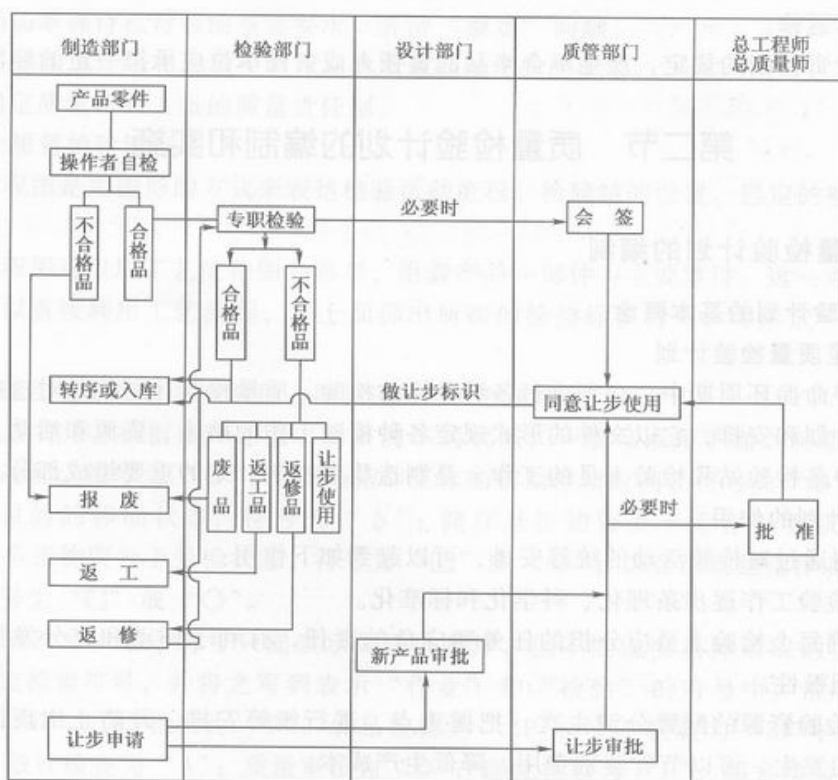 制造部门
检验部门
设计部门
质管部门
总工程师
总质量师
产品零件
操作者自检
不合格品
合格品
专职检验
必要时
会签
合格品
不合格品
转序或入库
做让步标识
同意让步使用
废品
返工品
返修品
让步使用
报废
必要时
批准
返工
返修
新产品审批
让步申请
让步审批